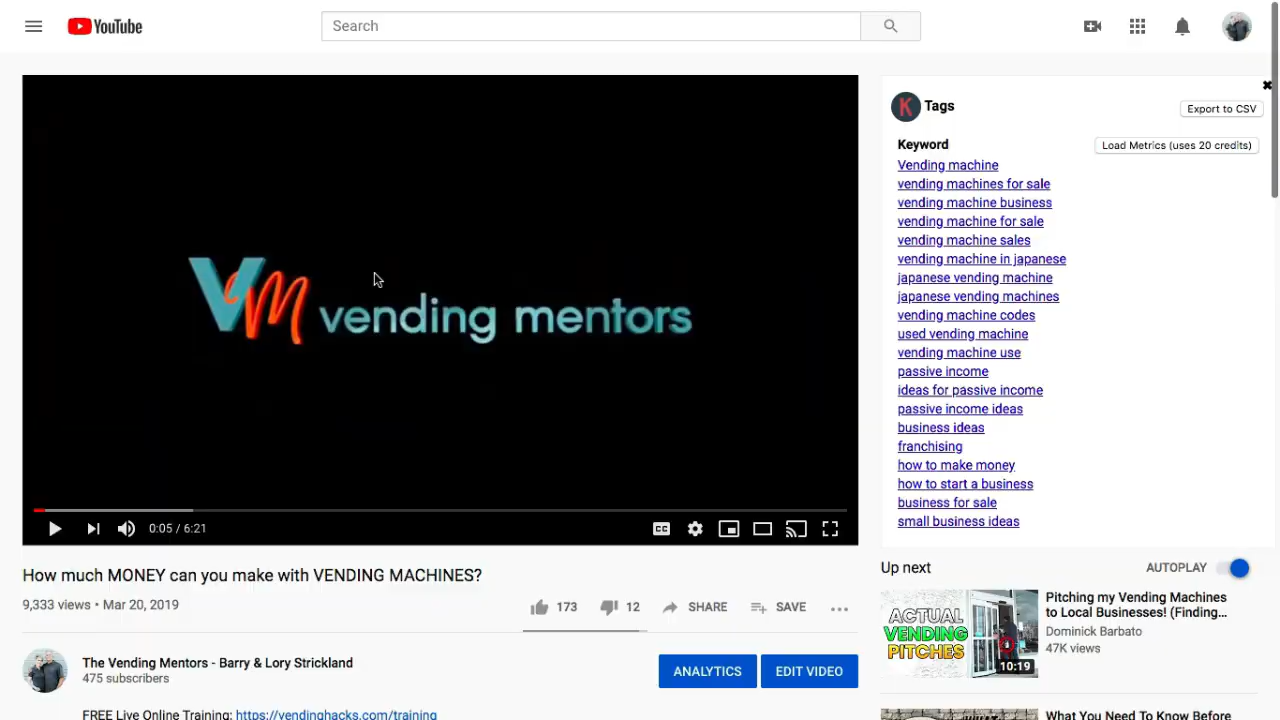 YouTube
Search
VM vending mentors
0:05 / 6:21
CC
How much MONEY can you make with VENDING MACHINES?
9,333 views • Mar 20, 2019
173
12
SHARE
SAVE
The Vending Mentors - Barry & Lory Strickland
475 subscribers
ANALYTICS
EDIT VIDEO
FREE Live Online Training: https://vendinghacks.com/training
K Tags
Export to CSV
Keyword
Load Metrics (uses 20 credits)
Vending machine
vending machines for sale
vending machine business
vending machine for sale
vending machine sales
vending machine in japanese
japanese vending machine
japanese vending machines
vending machine codes
used vending machine
vending machine use
passive income
ideas for passive income
passive income ideas
business ideas
franchising
how to make money
how to start a business
business for sale
small business ideas
Up next
AUTOPLAY
ACTUAL
VENDING
PITCHES
10:19
Pitching my Vending Machines
to Local Businesses! (Finding...
Dominick Barbato
47K views
What You Need To Know Before